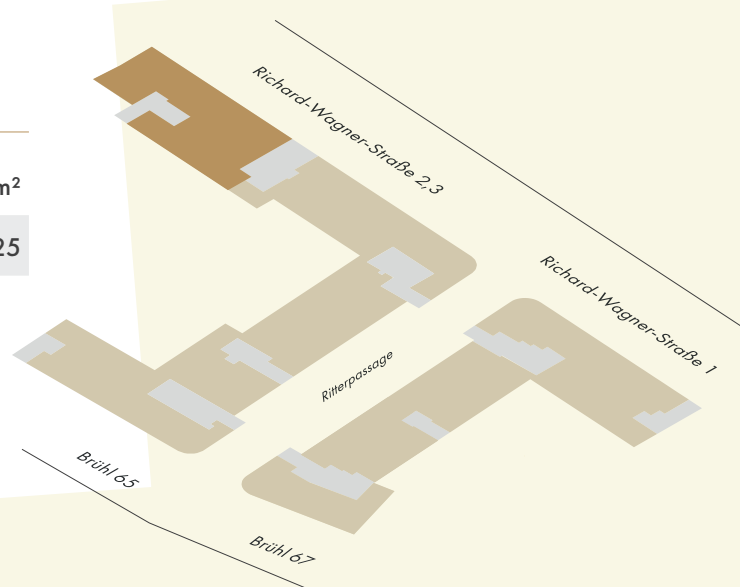 Richard-Wagner-Straße 2,3
m²
25
Richard-Wagner-Straße 1
Ritterpassage
Brühl 65
Brühl 67